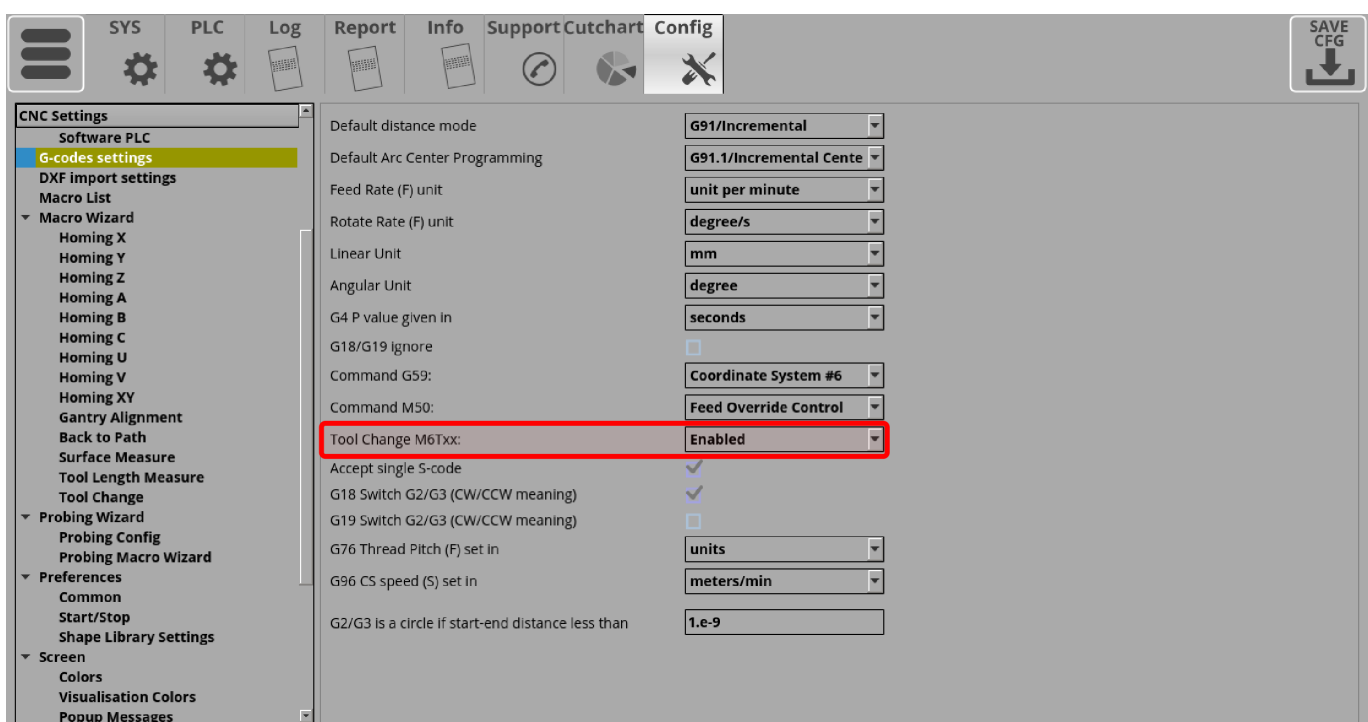 SYS PLC Log Report Info Support Cutchart Config
SAVE
CFG
CNC Settings
Software PLC
G-codes settings
DXF import settings
Macro List
Macro Wizard
Homing X
Homing Y
Homing Z
Homing A
Homing B
Homing C
Homing U
Homing V
Homing XY
Gantry Alignment
Back to Path
Surface Measure
Tool Length Measure
Tool Change
Probing Wizard
Probing Config
Probing Macro Wizard
Preferences
Common
Start/Stop
Shape Library Settings
Screen
Colors
Visualisation Colors
Popup Messages
Default distance mode G91/Incremental
Default Arc Center Programming G91.1/Incremental Cente
Feed Rate (F) unit unit per minute
Rotate Rate (F) unit degree/s
Linear Unit mm
Angular Unit degree
G4 P value given in seconds
G18/G19 ignore
Command G59: Coordinate System #6
Command M50: Feed Override Control
Tool Change M6Txx: Enabled
Accept single S-code
G18 Switch G2/G3 (CW/CCW meaning)
G19 Switch G2/G3 (CW/CCW meaning)
G76 Thread Pitch (F) set in units
G96 CS speed (S) set in meters/min
G2/G3 is a circle if start-end distance less than 1.e-9